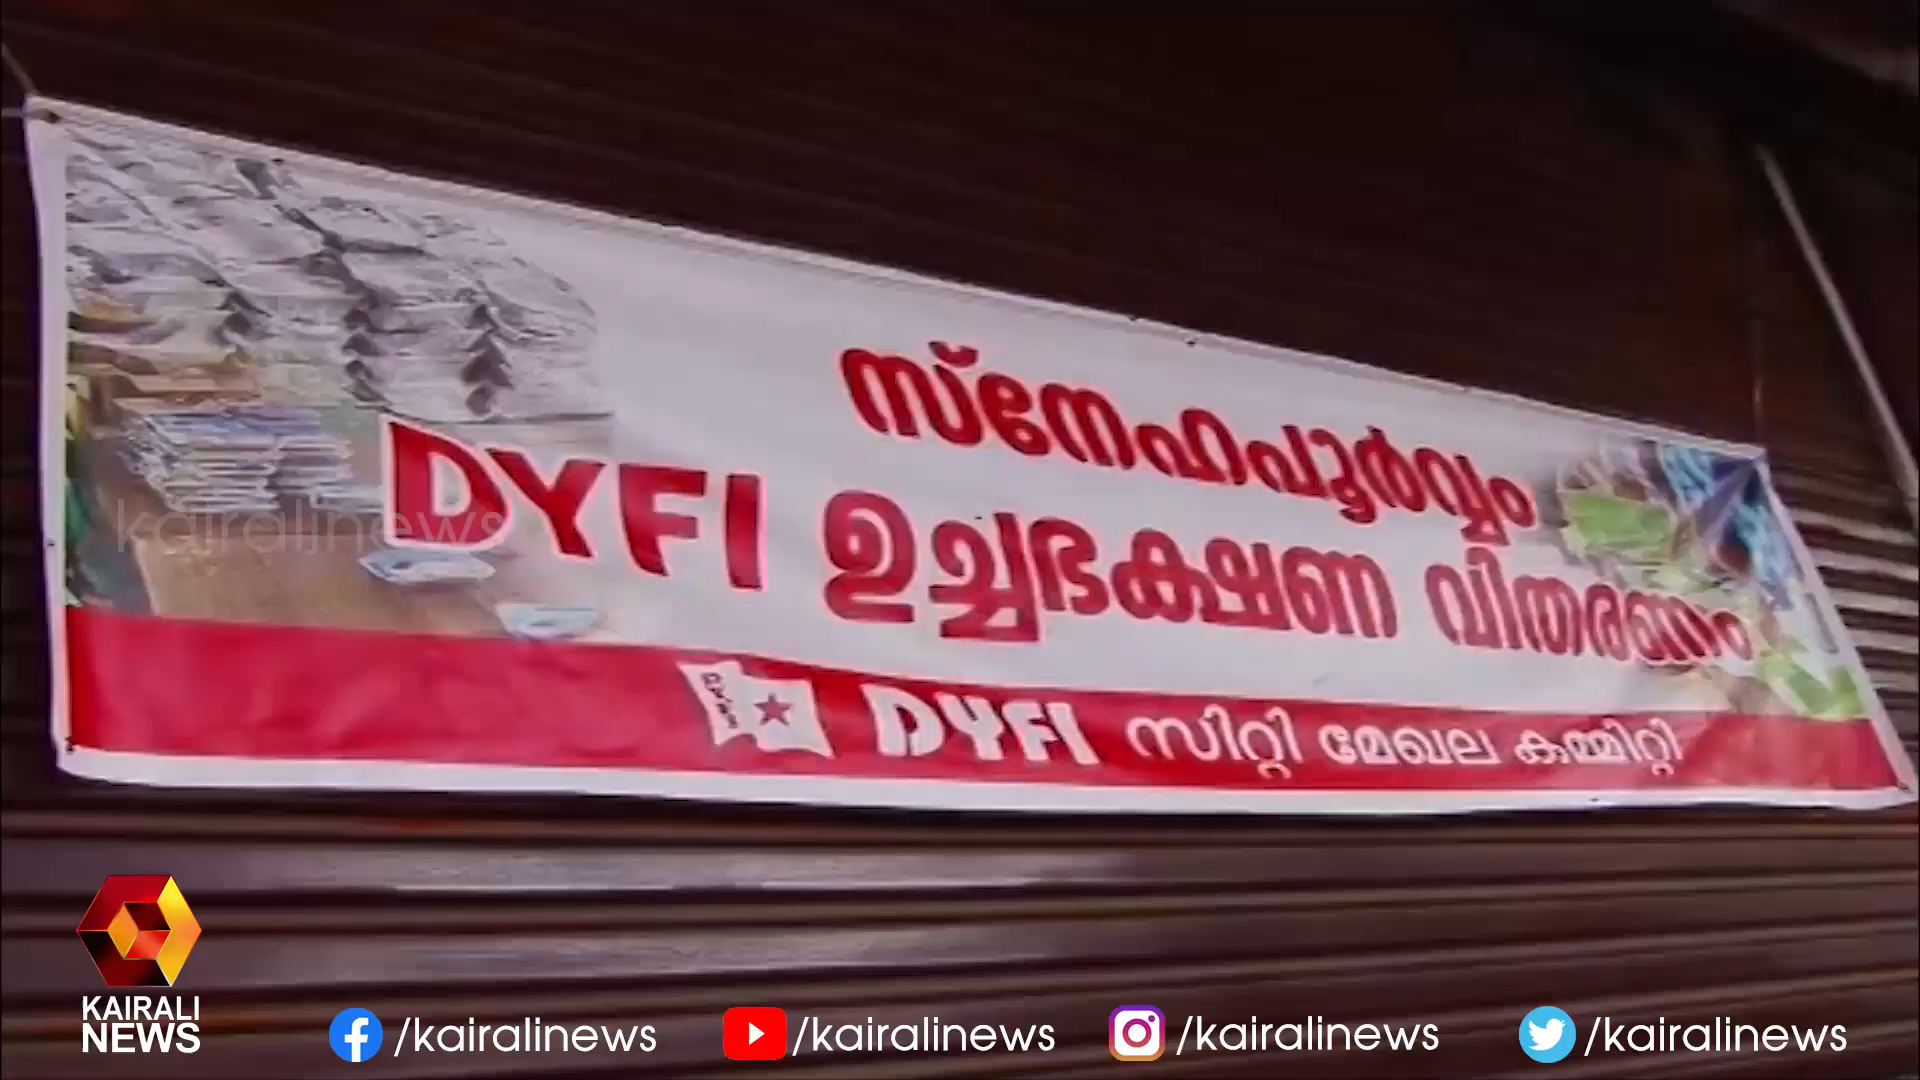 സ്നേഹപൂർവ്വം
DYFI ഉച്ചഭക്ഷണ വിതരണം
kairalinews
DYFI സിറ്റി മേഖല കമ്മിറ്റി
KAIRALI
NEWS
/kairalinews /kairalinews /kairalinews /kairalinews